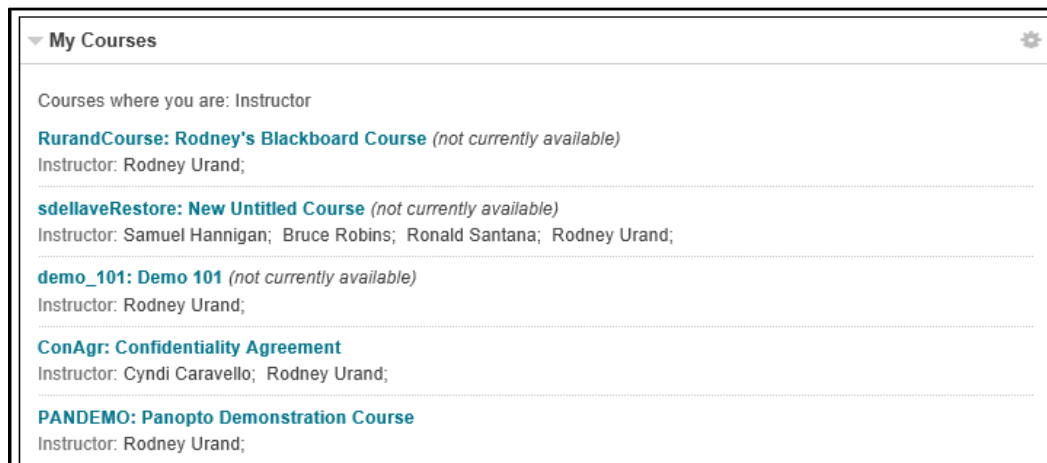 My Courses
Courses where you are: Instructor
RurandCourse: Rodney's Blackboard Course (not currently available)
Instructor: Rodney Urand;
sdellaveRestore: New Untitled Course (not currently available)
Instructor: Samuel Hannigan; Bruce Robins; Ronald Santana; Rodney Urand;
demo_101: Demo 101 (not currently available)
Instructor: Rodney Urand;
ConAgr: Confidentiality Agreement
Instructor: Cyndi Caravello; Rodney Urand;
PANDEMO: Panopto Demonstration Course
Instructor: Rodney Urand;